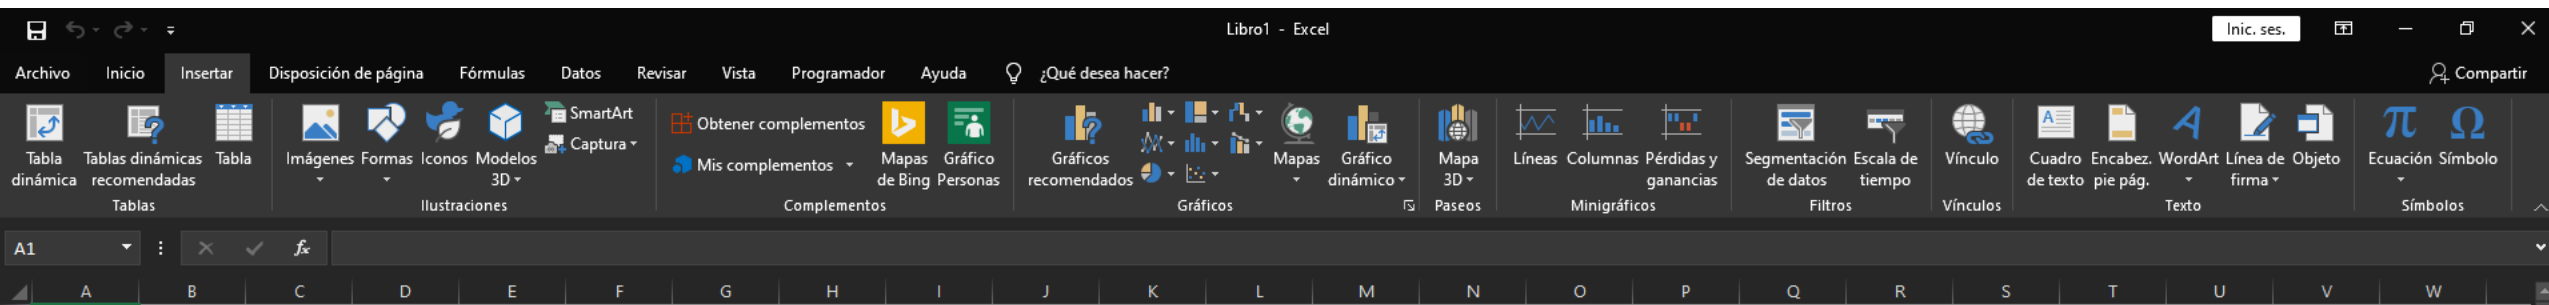 Libro1 - Excel
Inic. ses.
Archivo Inicio Insertar Disposición de página Fórmulas Datos Revisar Vista Programador Ayuda ¿Qué desea hacer? Compartir
Tabla dinámica
Tablas dinámicas recomendadas
Tabla
Tablas
Imágenes
Formas
Iconos
Modelos 3D
SmartArt
Captura
Ilustraciones
Obtener complementos
Mis complementos
Mapas de Bing
Gráfico Personas
Complementos
Gráficos recomendados
Mapas
Gráfico dinámico
Gráficos
Mapa 3D
Paseos
Líneas
Columnas
Pérdidas y ganancias
Minigráficos
Segmentación de datos
Escala de tiempo
Filtros
Vínculo
Vínculos
Cuadro de texto
Encabez. pie pág.
WordArt
Línea de firma
Objeto
Texto
Ecuación
Símbolo
Símbolos
A1 fx
A B C D E F G H I J K L M N O P Q R S T U V W